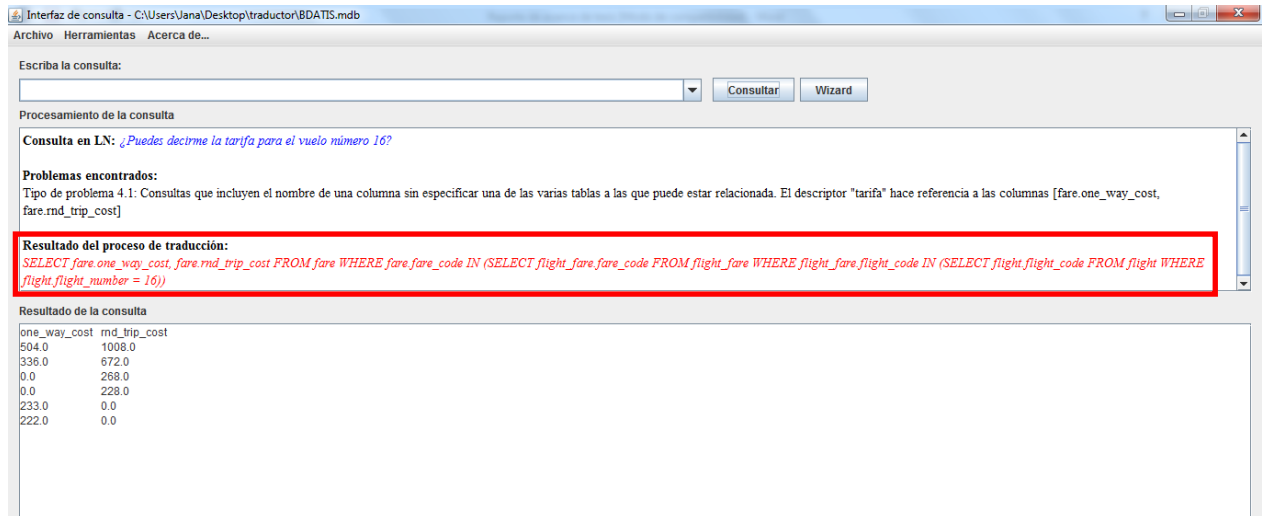 Interfaz de consulta - C:\Users\Jana\Desktop\traductor\BDATIS.mdb
Archivo Herramientas Acerca de...
Escriba la consulta:
Consultar Wizard
Procesamiento de la consulta
Consulta en LN: ¿Puedes decirme la tarifa para el vuelo número 16?
Problemas encontrados:
Tipo de problema 4.1: Consultas que incluyen el nombre de una columna sin especificar una de las varias tablas a las que puede estar relacionada. El descriptor "tarifa" hace referencia a las columnas [fare.one_way_cost,
fare.rnd_trip_cost]
Resultado del proceso de traducción:
SELECT fare.one_way_cost, fare.rnd_trip_cost FROM fare WHERE fare.fare_code IN (SELECT flight_fare.fare_code FROM flight_fare WHERE flight_fare.flight_code IN (SELECT flight.flight_code FROM flight WHERE
flight.flight_number = 16))
Resultado de la consulta
one_way_cost rnd_trip_cost
504.0 1008.0
336.0 672.0
0.0 268.0
0.0 228.0
233.0 0.0
222.0 0.0